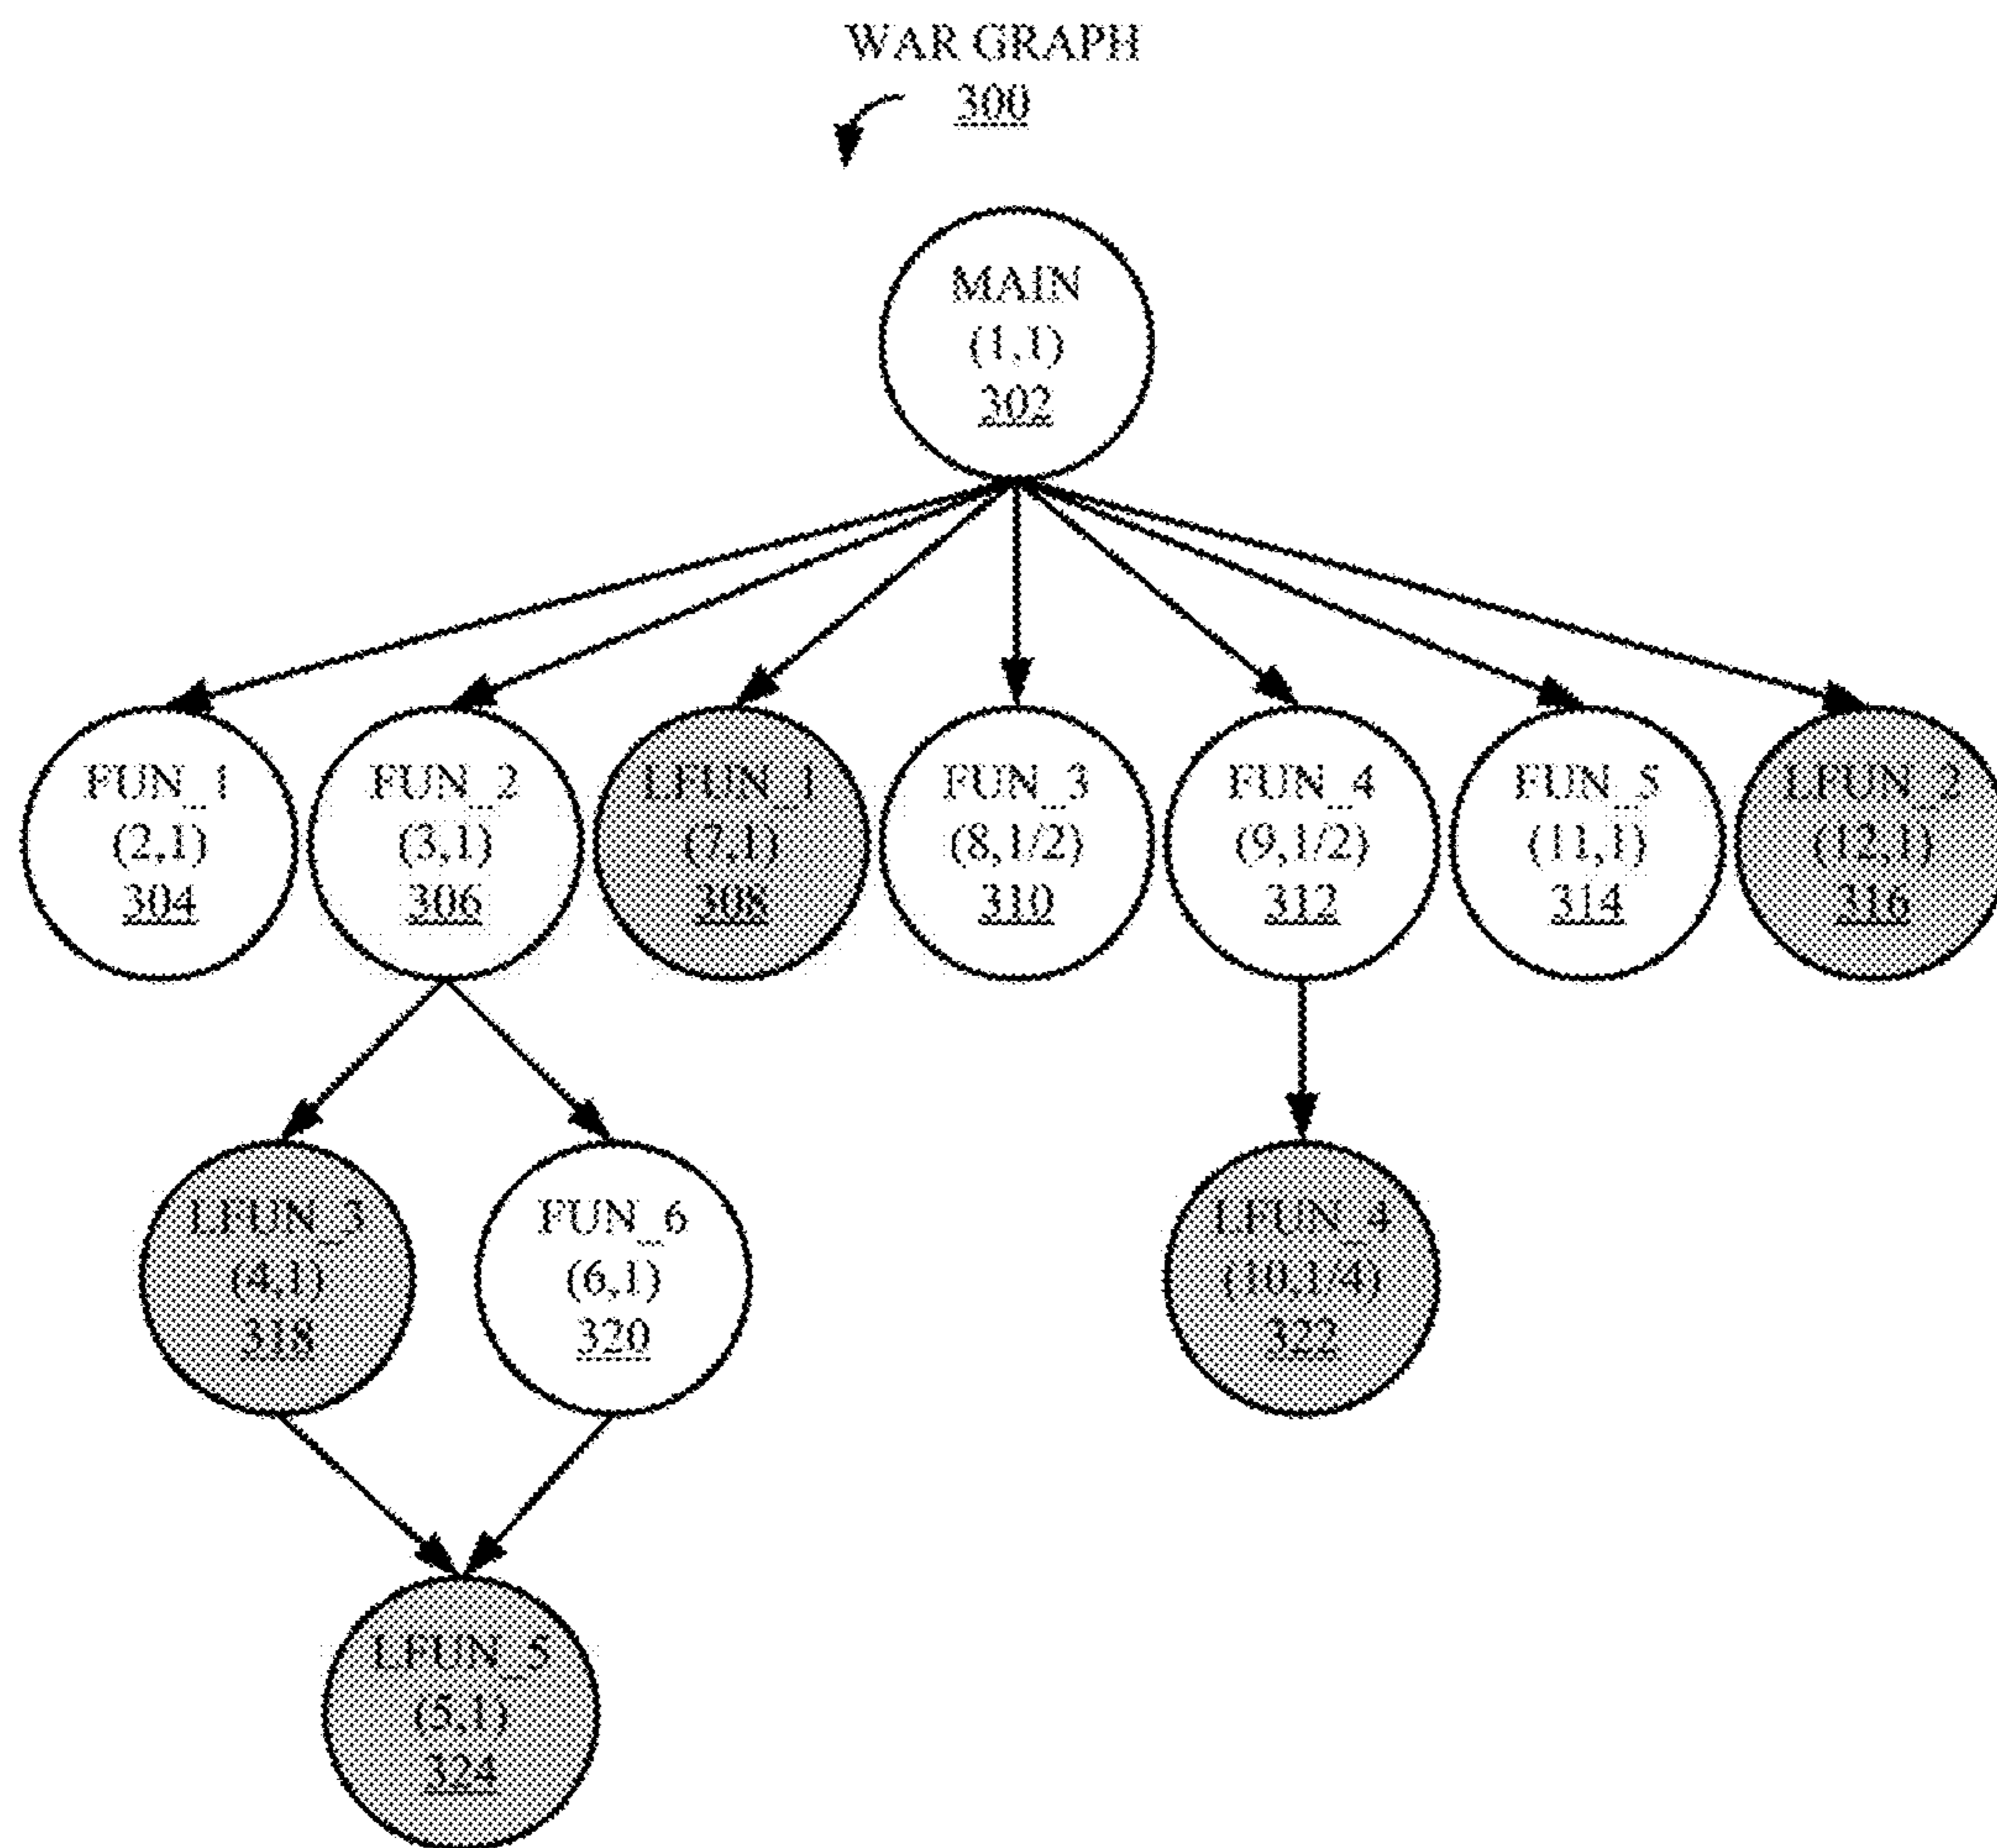 WAR GRAPH
300
MAIN
(1,1)
302
FUN_1
(2,1)
304
FUN_2
(3,1)
306
LFUN_1
(7,1)
308
FUN_3
(8,1/2)
310
FUN_4
(9,1/2)
312
FUN_5
(11,1)
314
LFUN_2
(12,1)
316
LFUN_3
(4,1)
318
FUN_6
(6,1)
320
LFUN_4
(10,1/4)
322
LFUN_5
(5,1)
324